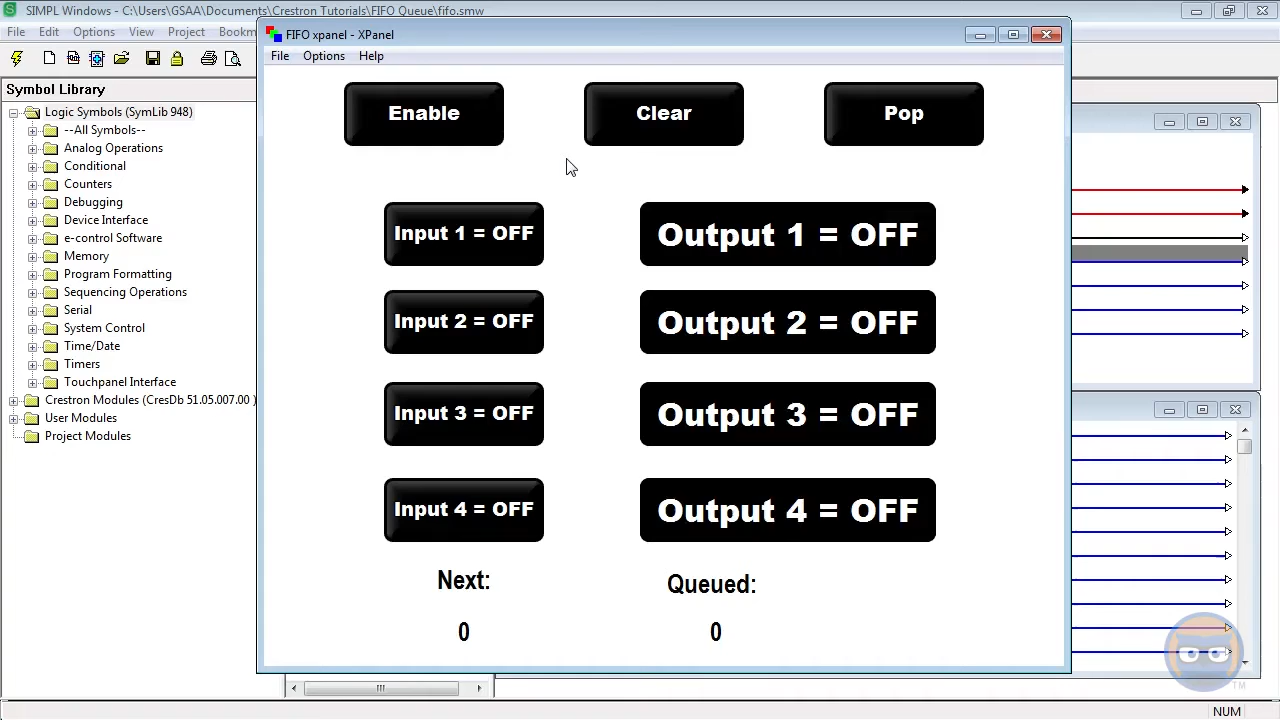 SIMPL Windows - C:\Users\GSAA\Documents\Crestron Tutorials\FIFO Queue\fifo.smw
File Edit Options View Project Bookm
Symbol Library
Logic Symbols (SymLib 948)
--All Symbols--
Analog Operations
Conditional
Counters
Debugging
Device Interface
e-control Software
Memory
Program Formatting
Sequencing Operations
Serial
System Control
Time/Date
Timers
Touchpanel Interface
Crestron Modules (CresDb 51.05.007.00 )
User Modules
Project Modules
FIFO xpanel - XPanel
File Options Help
Enable Clear Pop
Input 1 = OFF Output 1 = OFF
Input 2 = OFF Output 2 = OFF
Input 3 = OFF Output 3 = OFF
Input 4 = OFF Output 4 = OFF
Next: Queued:
0 0
TM
NUM